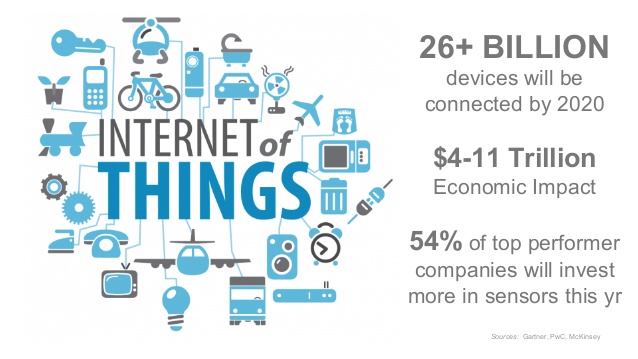 INTERNET of
THINGS
26+ BILLION
devices will be
connected by 2020
$4-11 Trillion
Economic Impact
54% of top performer
companies will invest
more in sensors this yr
Sources: Gartner, PwC, McKinsey